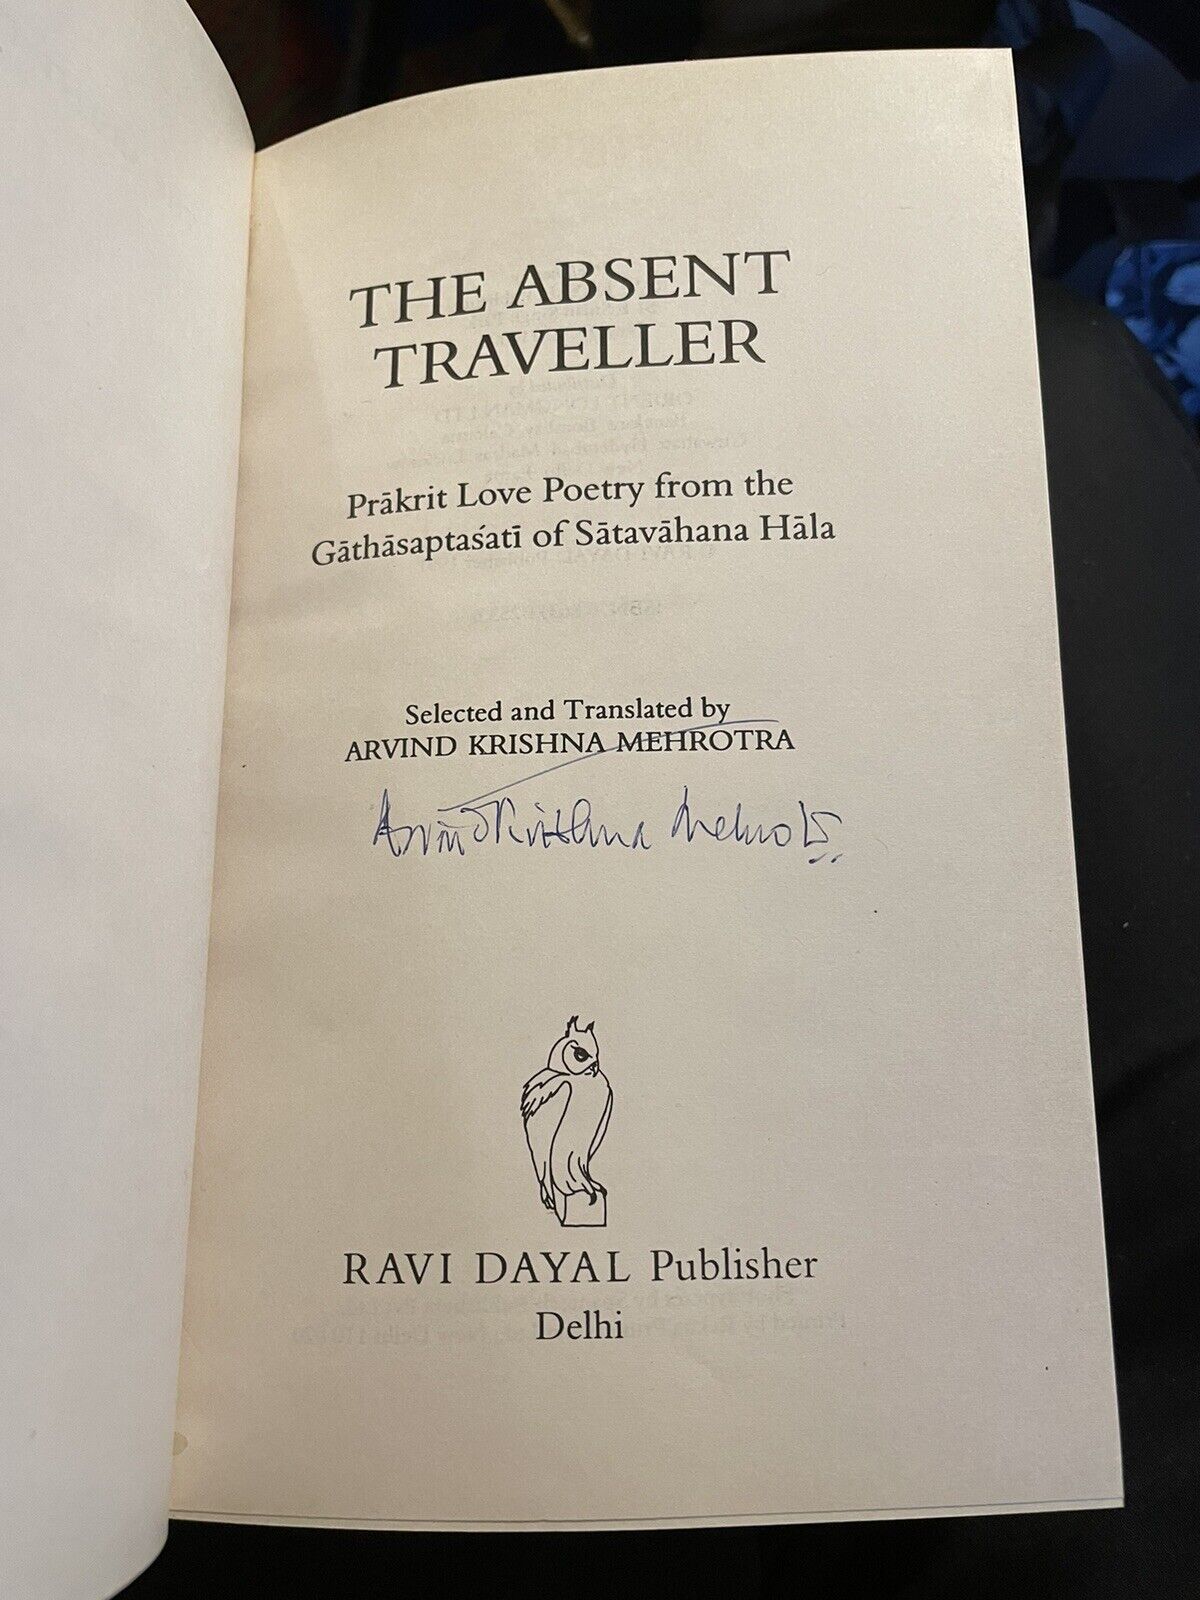 THE ABSENT
TRAVELLER
Prākrit Love Poetry from the
Gāthāsaptaśatī of Sātavāhana Hāla
Selected and Translated by
ARVIND KRISHNA MEHROTRA
Arvind Krishna Mehrotra
RAVI DAYAL Publisher
Delhi